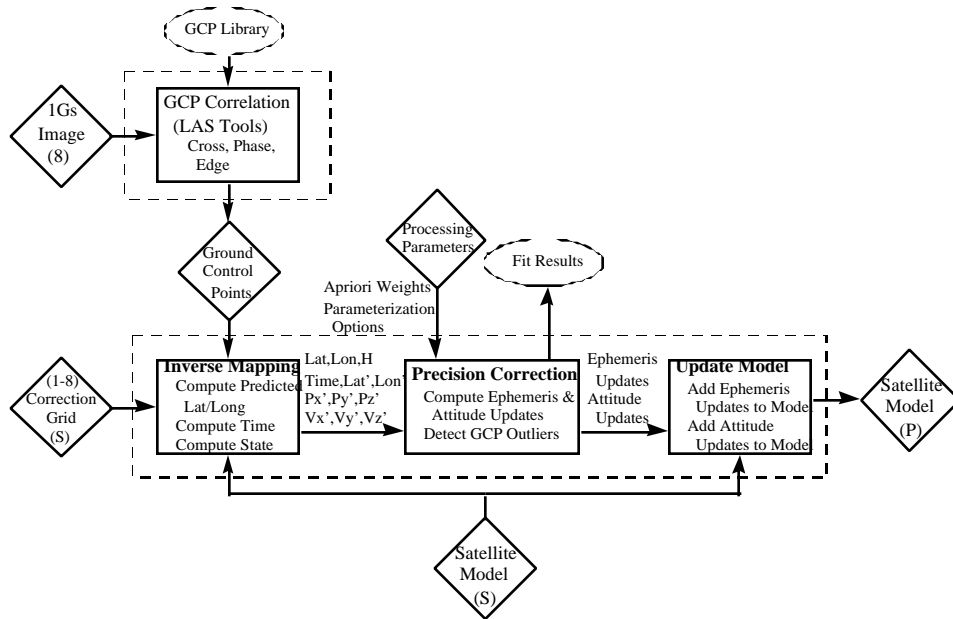 GCP Library
1Gs
Image
(8)
GCP Correlation
(LAS Tools)
Cross, Phase,
Edge
Ground
Control
Points
Processing
Parameters
Fit Results
Apriori Weights
Parameterization
Options
(1-8)
Correction
Grid
(S)
Inverse Mapping
Compute Predicted
Lat/Long
Compute Time
Compute State
Lat,Lon,H
Time,Lat’,Lon’
Px’,Py’,Pz’
Vx’,Vy’,Vz’
Precision Correction
Compute Ephemeris &
Attitude Updates
Detect GCP Outliers
Ephemeris
Updates
Attitude
Updates
Update Model
Add Ephemeris
Updates to Model
Add Attitude
Updates to Model
Satellite
Model
(P)
Satellite
Model
(S)